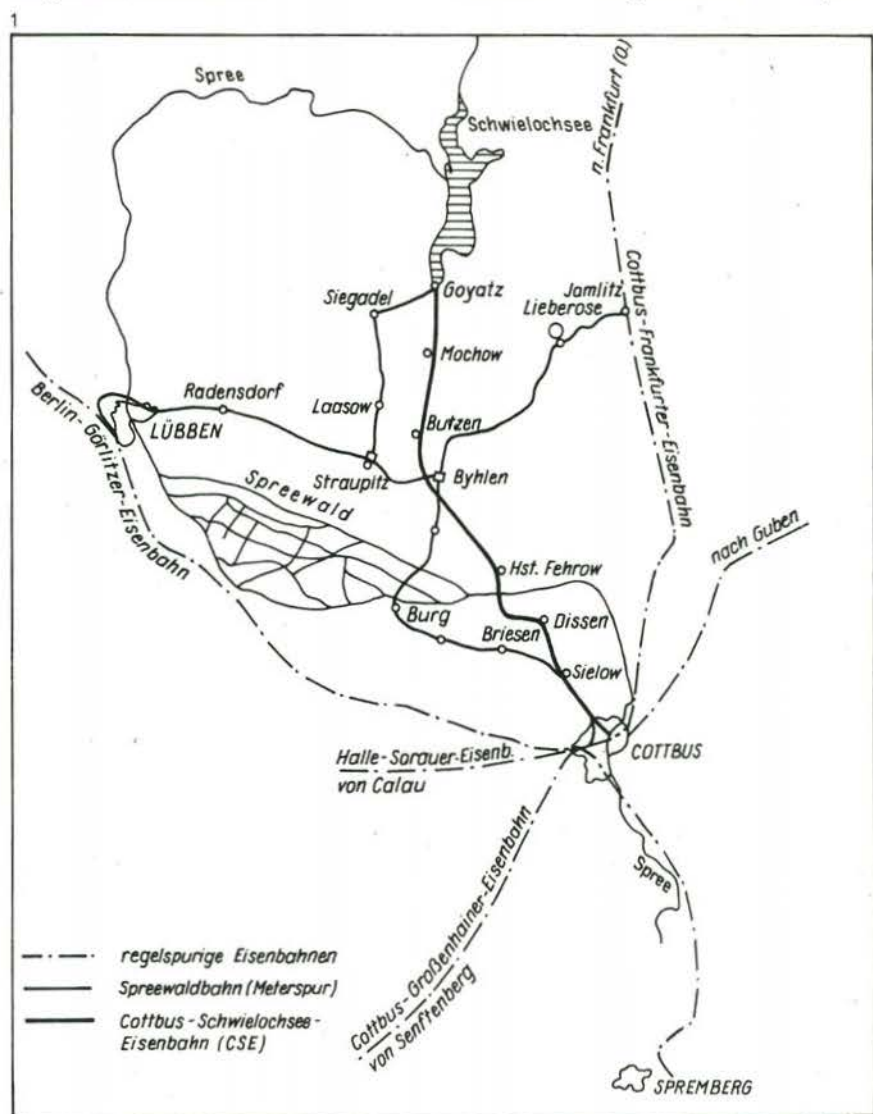 1
Spree
Schwielochsee
n. Frankfurt (O.)
Goyatz
Siegadel
Jamlitz
Lieberose
Cottbus-Frankfurter-Eisenbahn
Mochow
Radensdorf
Laasow
Butzen
Berlin-Görlitzer-Eisenbahn
LÜBBEN
Straupitz
Byhlen
Spreewald
nach Guben
Hst. Fehrow
Burg
Briesen
Dissen
Sielow
Halle-Sorauer-Eisenb.
von Calau
COTTBUS
Spree
Cottbus-Großenhainer-Eisenbahn
von Senftenberg
regelspurige Eisenbahnen
Spreewaldbahn (Meterspur)
Cottbus-Schwielochsee-
Eisenbahn (CSE)
SPREMBERG